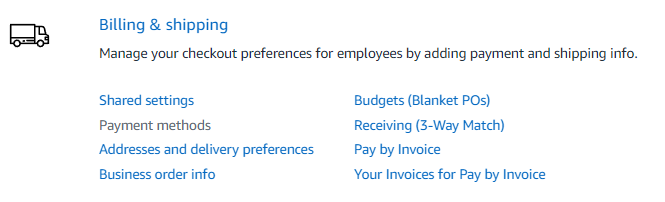 Billing & shipping
Manage your checkout preferences for employees by adding payment and shipping info.
Shared settings
Payment methods
Addresses and delivery preferences
Business order info
Budgets (Blanket POs)
Receiving (3-Way Match)
Pay by Invoice
Your Invoices for Pay by Invoice